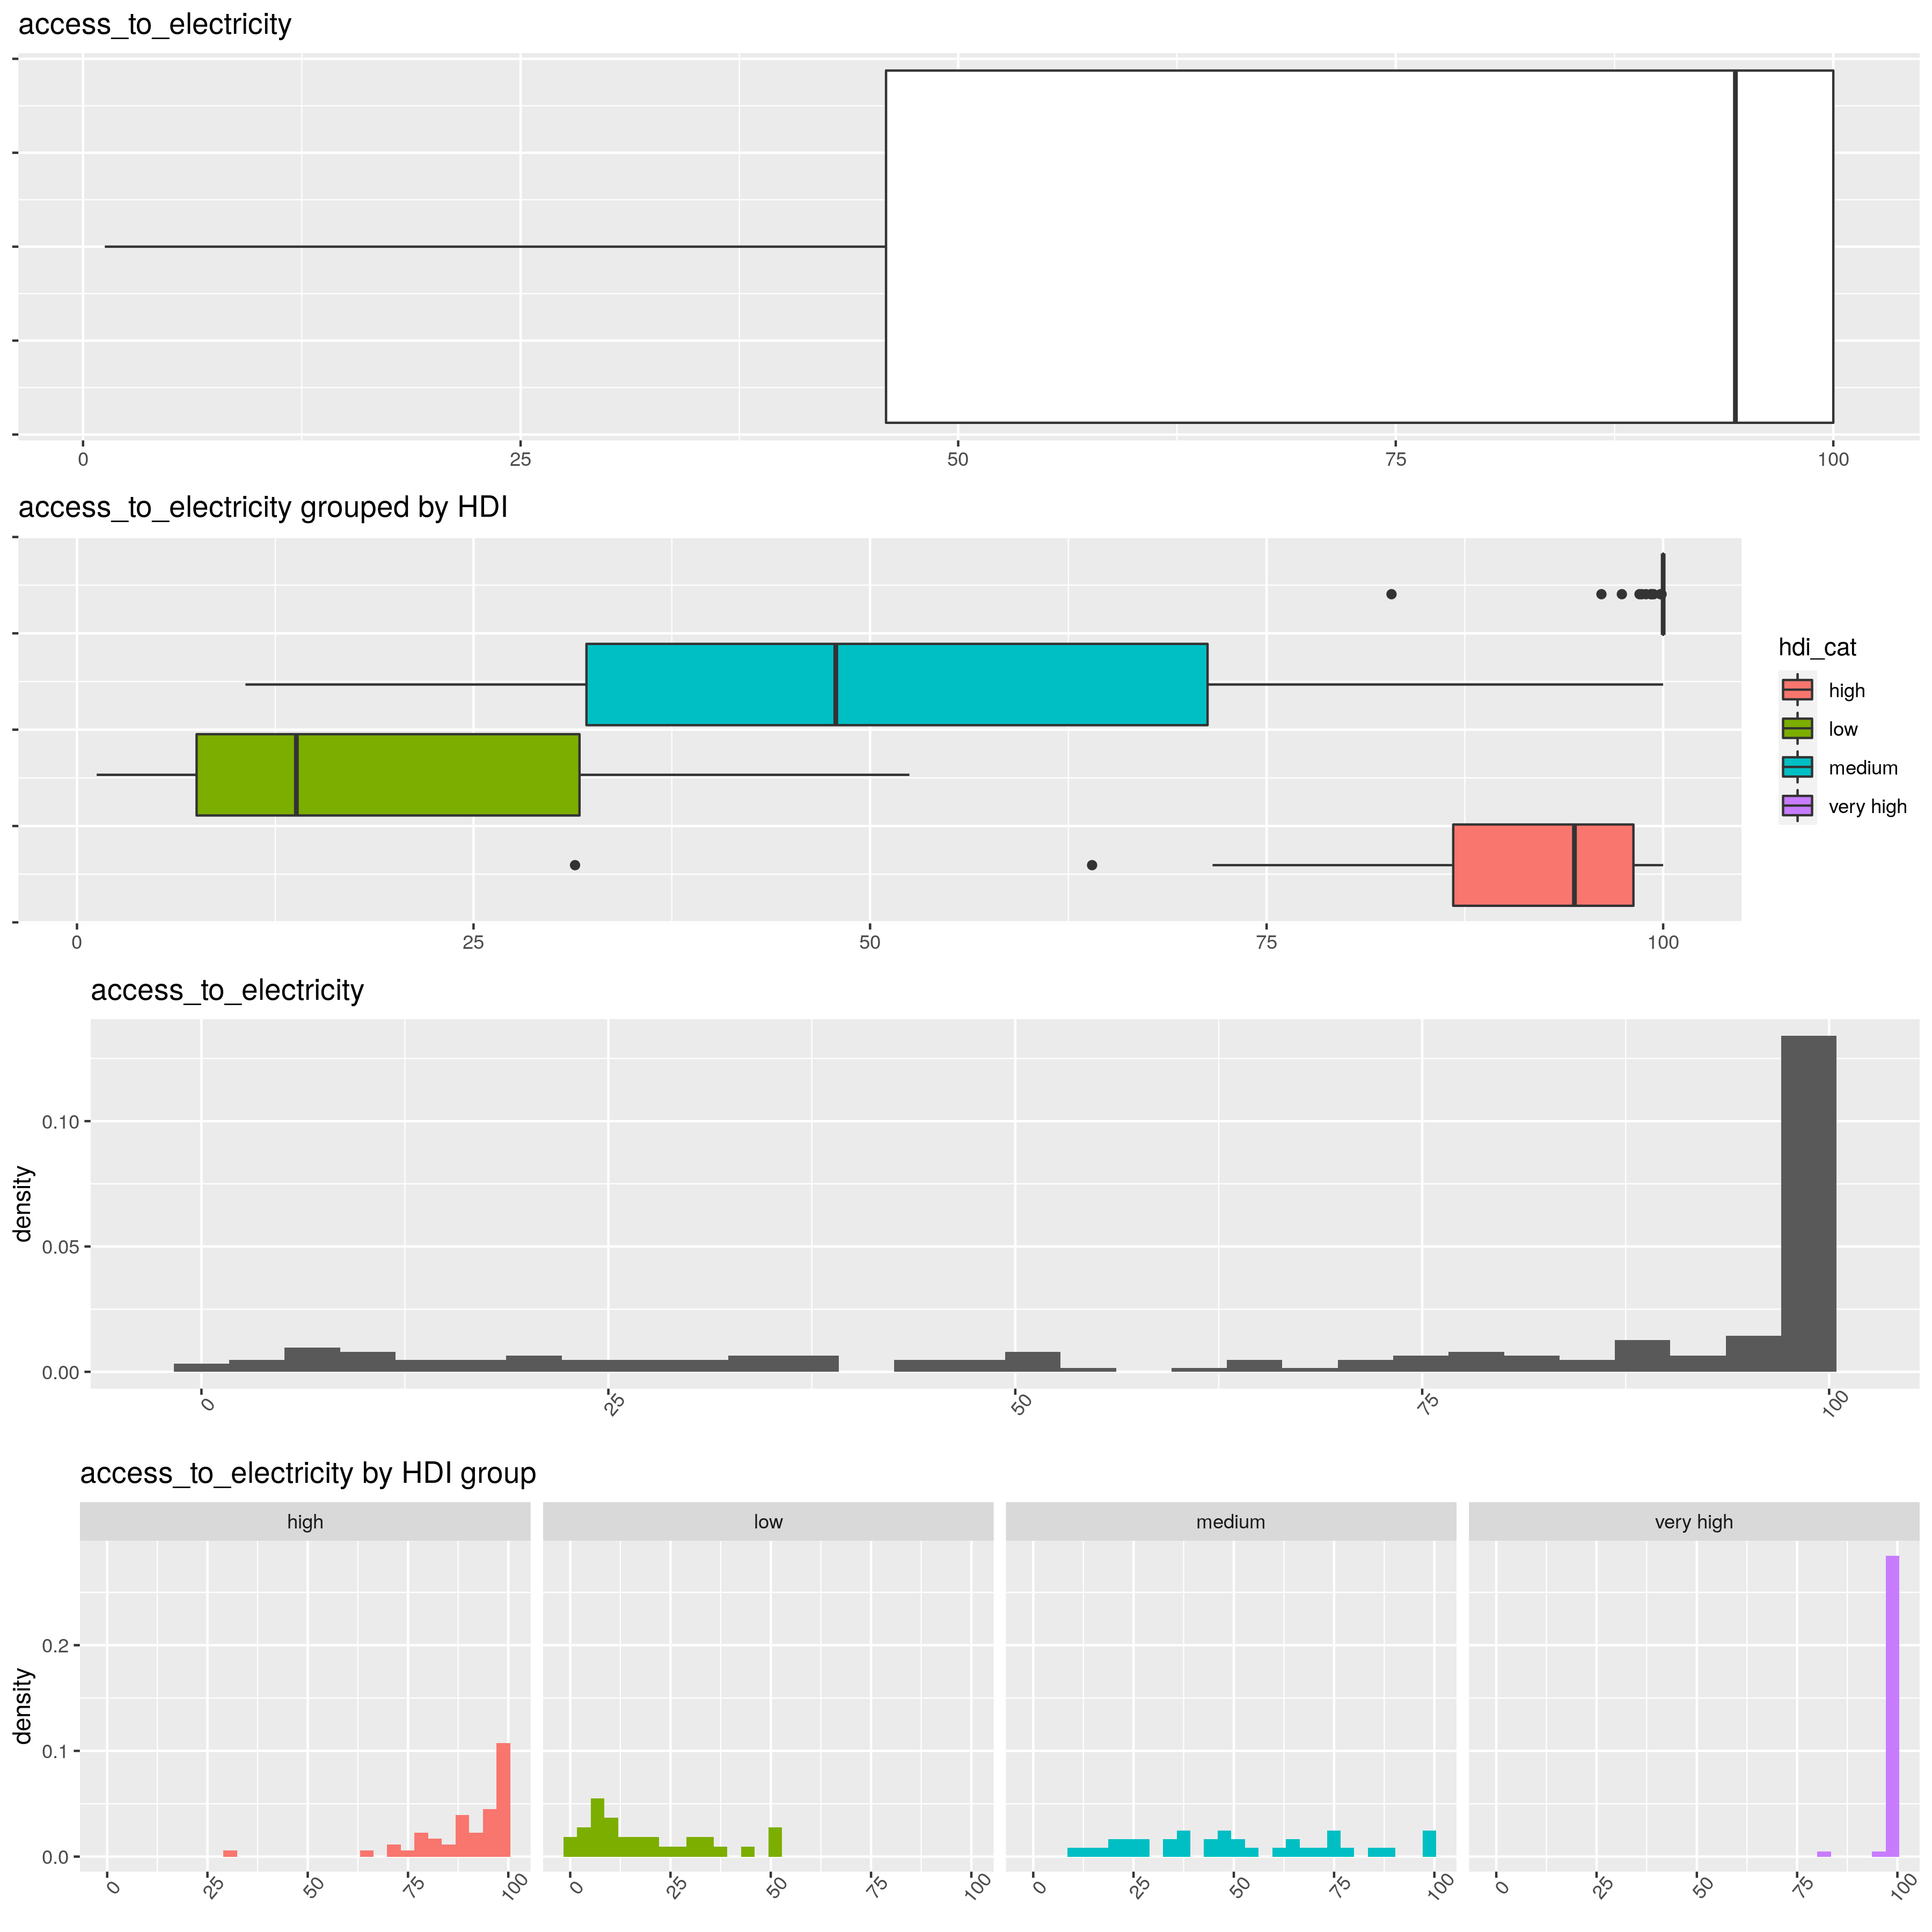 access_to_electricity
0 25 50 75 100
access_to_electricity grouped by HDI
hdi_cat
high
low
medium
very high
0 25 50 75 100
access_to_electricity
density
0.10
0.05
0.00
0 25 50 75 100
access_to_electricity by HDI group
high low medium very high
density
0.2
0.1
0.0
0 25 50 75 100 0 25 50 75 100 0 25 50 75 100 0 25 50 75 100